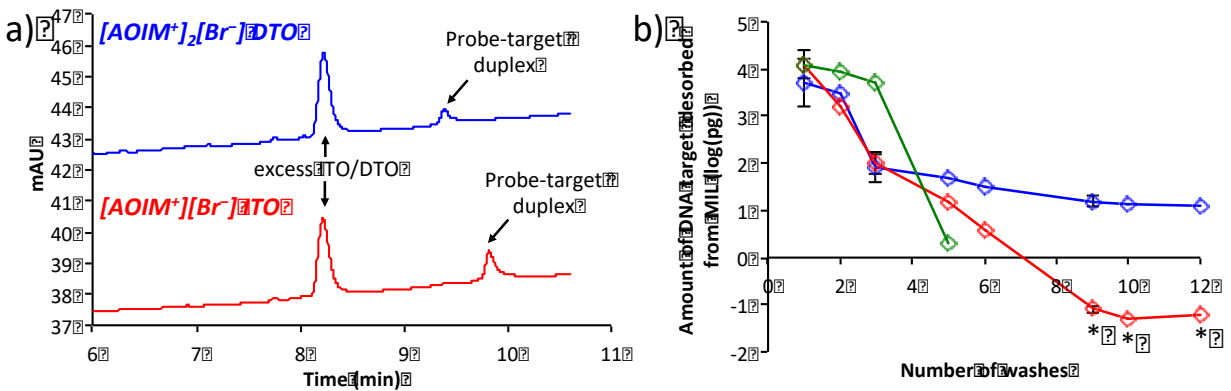 a)
[AOIM⁺]₂[Br⁻] DTO
Probe-target
duplex
excess TO/DTO
Probe-target
duplex
[AOIM⁺][Br⁻] TO
mAU
47
46
45
44
43
42
41
40
39
38
37
6 7 8 9 10 11
Time (min)
b)
Amount of DNA target desorbed
from MIL (log(pg))
5
4
3
2
1
0
-1
-2
0 2 4 6 8 10 12
* * *
Number of washes